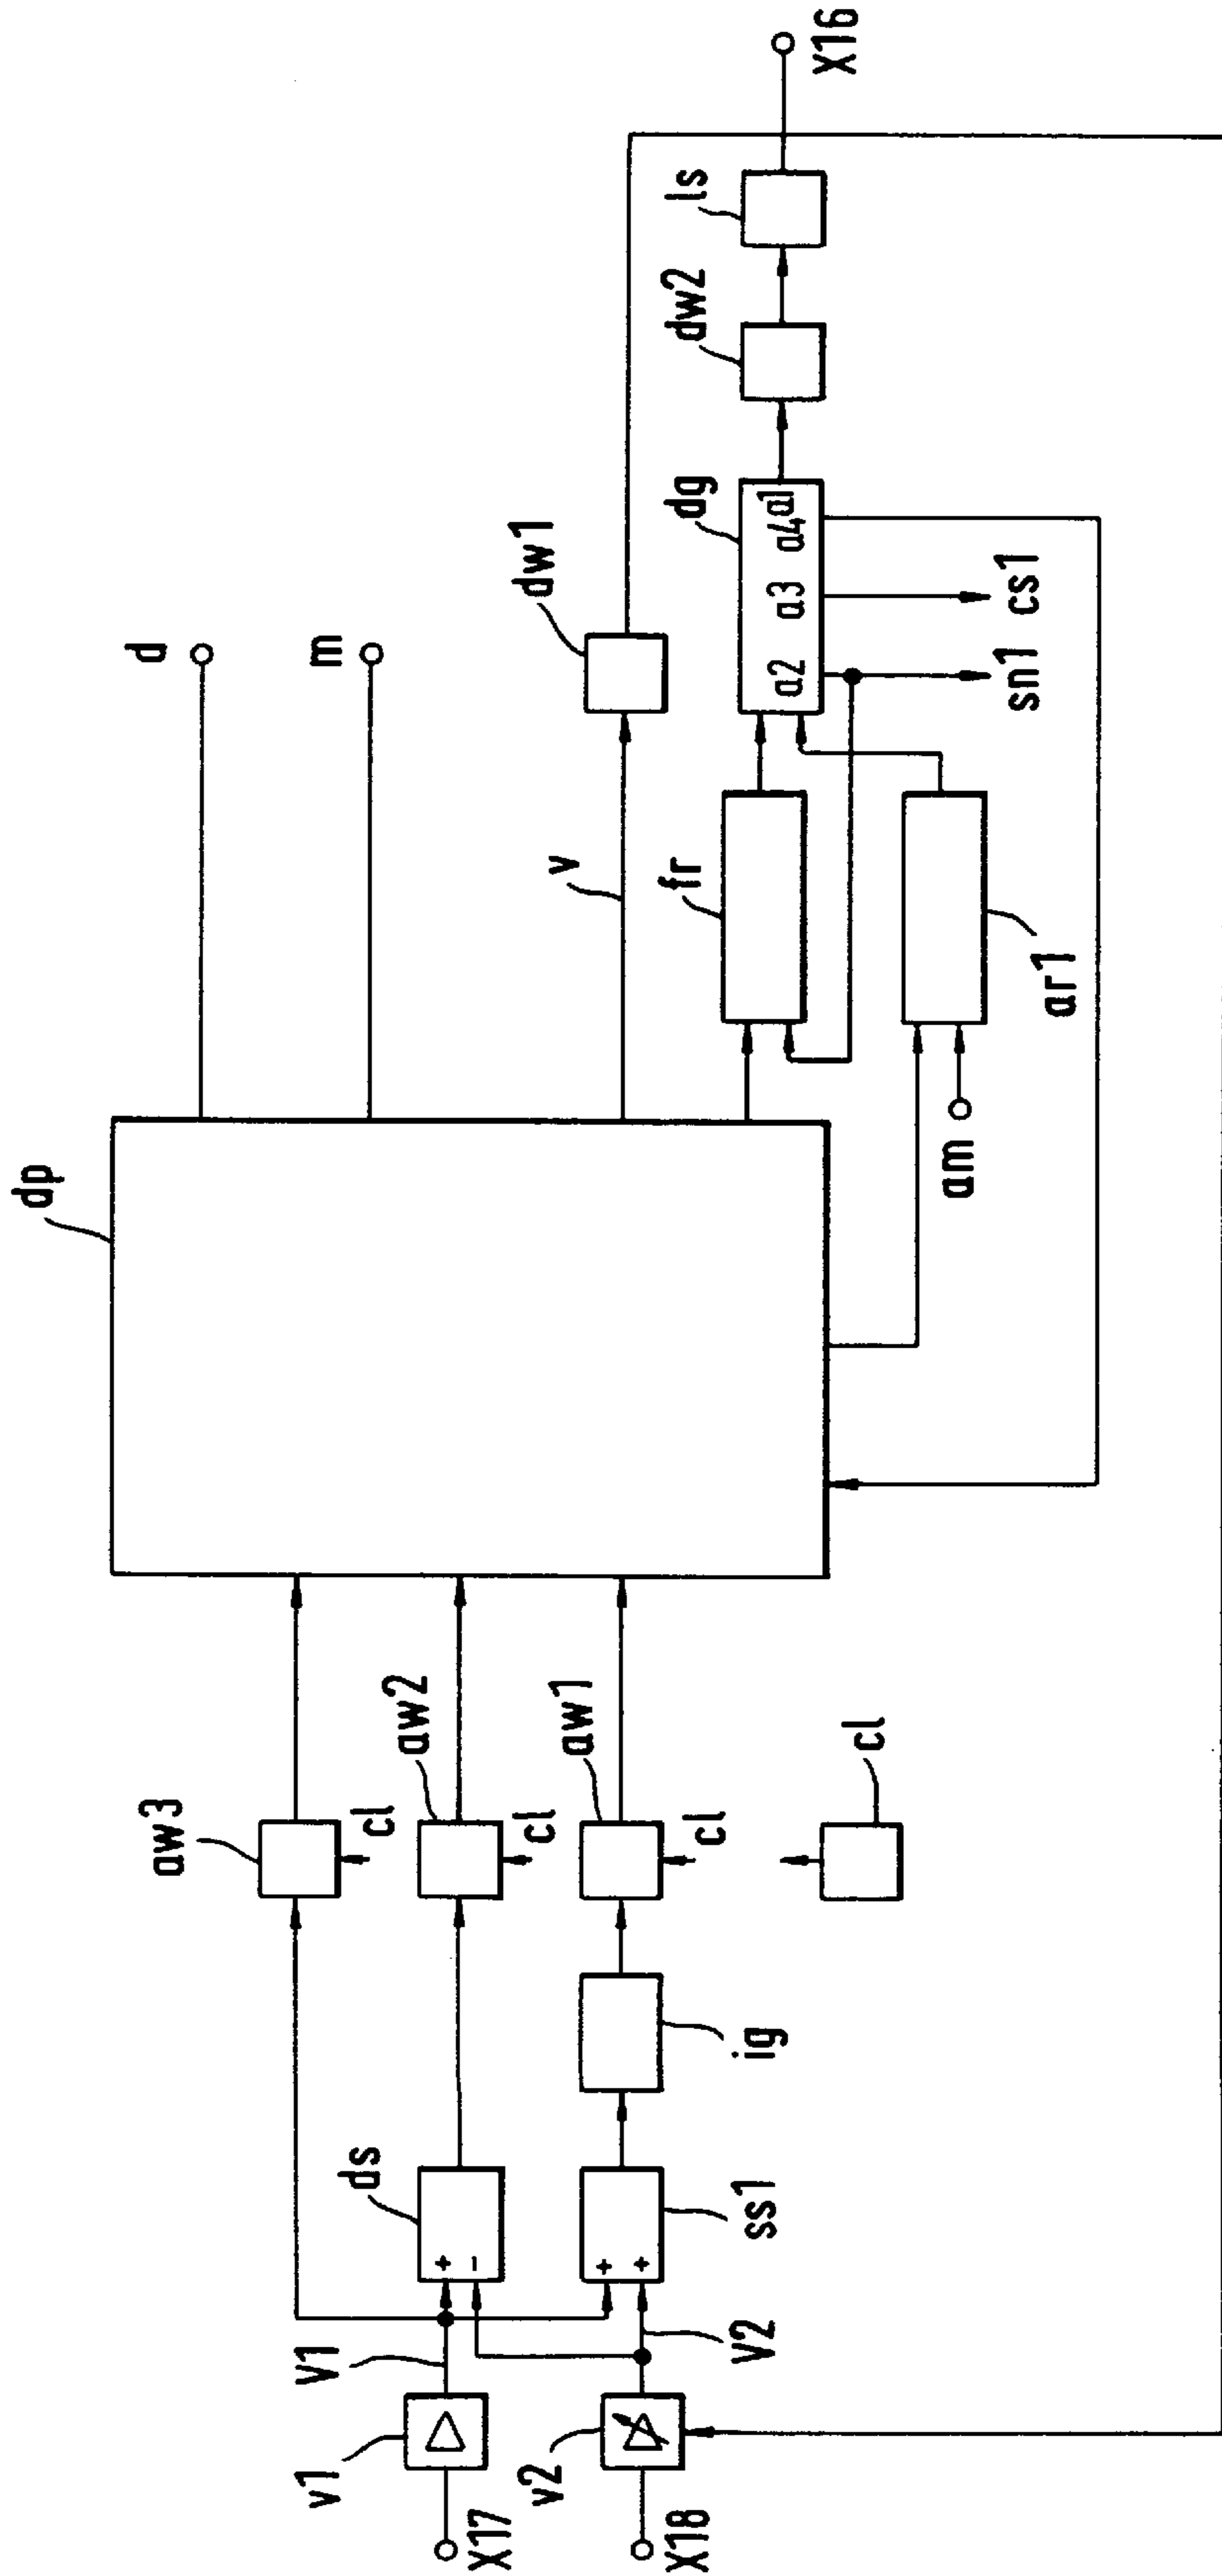 X17
v1
V1
X18
v2
V2
ds
+
-
ss1
+
+
ig
aw3
cl
aw2
cl
aw1
cl
cl
dp
d
m
v
dw1
fr
ar1
am
dg
a1
a2
a3
a4
sn1
cs1
dw2
ls
X16